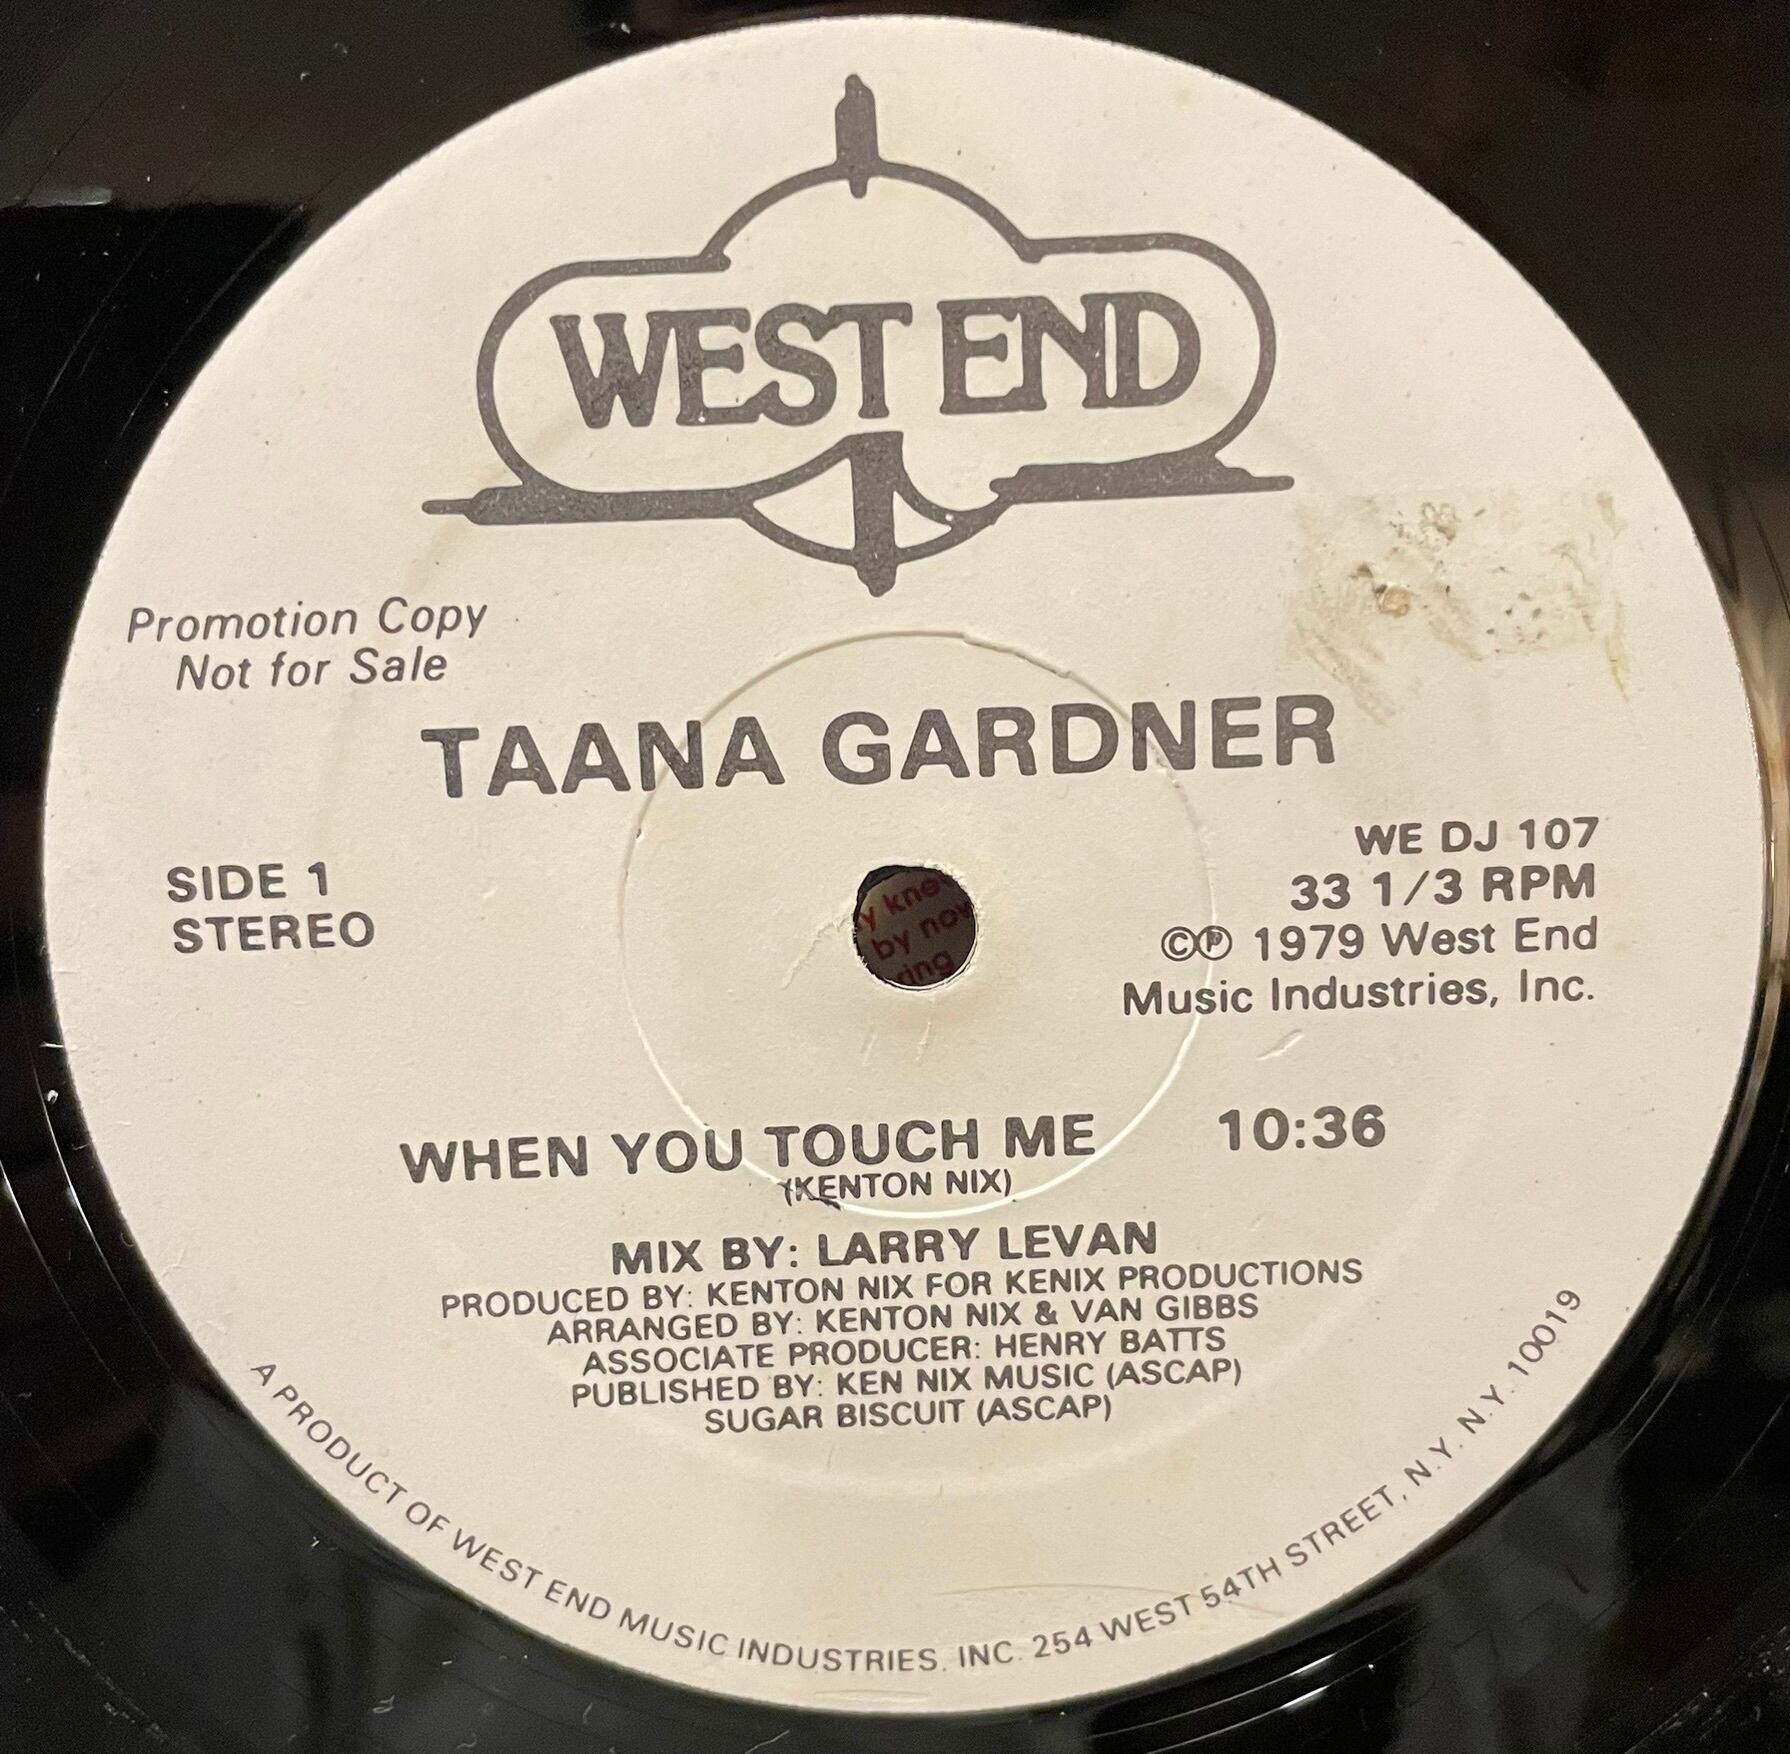 WEST END
Promotion Copy
Not for Sale
TAANA GARDNER
SIDE 1
STEREO
WE DJ 107
33 1/3 RPM
©℗ 1979 West End
Music Industries, Inc.
by now
ring
WHEN YOU TOUCH ME 10:36
(KENTON NIX)
MIX BY: LARRY LEVAN
PRODUCED BY: KENTON NIX FOR KENIX PRODUCTIONS
ARRANGED BY: KENTON NIX & VAN GIBBS
ASSOCIATE PRODUCER: HENRY BATTS
PUBLISHED BY: KEN NIX MUSIC (ASCAP)
SUGAR BISCUIT (ASCAP)
A PRODUCT OF WEST END MUSIC INDUSTRIES, INC. 254 WEST 54TH STREET, N.Y. N.Y. 10019